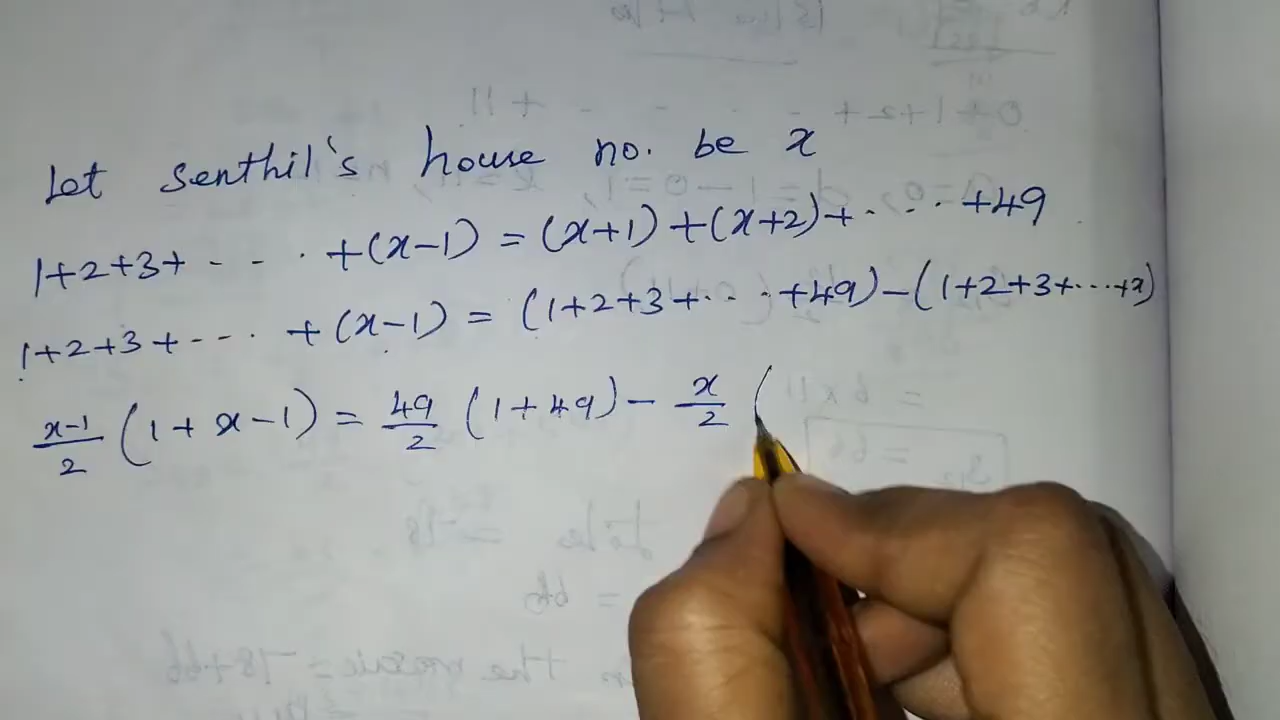 Let Senthil's house no. be x
1+2+3+ - - · +(x-1) = (x+1)+(x+2)+ · · · +49
1+2+3+ · - - · +(x-1) = (1+2+3+ · · · +49)-(1+2+3+ · · · +x)
x-1/2 (1+x-1) = 49/2 (1+49) - x/2 (